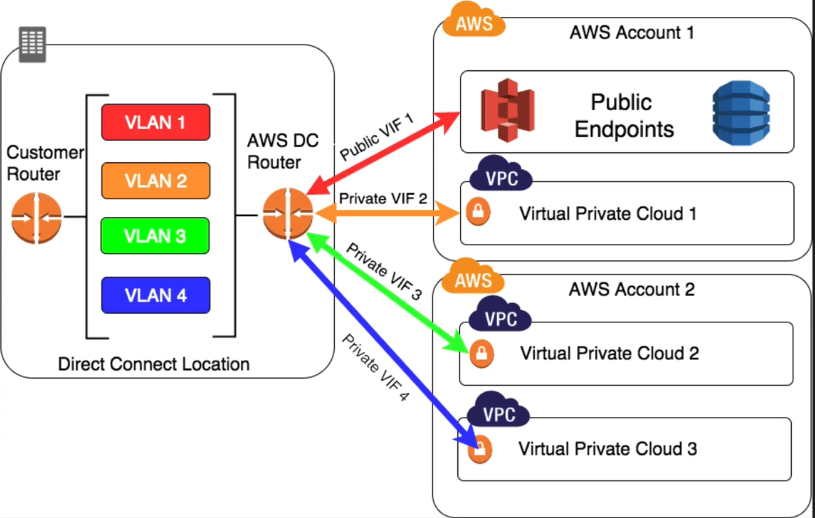 Customer
Router
VLAN 1
VLAN 2
VLAN 3
VLAN 4
AWS DC
Router
Direct Connect Location
Public VIF 1
Private VIF 2
Private VIF 3
Private VIF 4
AWS
AWS Account 1
Public
Endpoints
VPC
Virtual Private Cloud 1
AWS
AWS Account 2
VPC
Virtual Private Cloud 2
VPC
Virtual Private Cloud 3